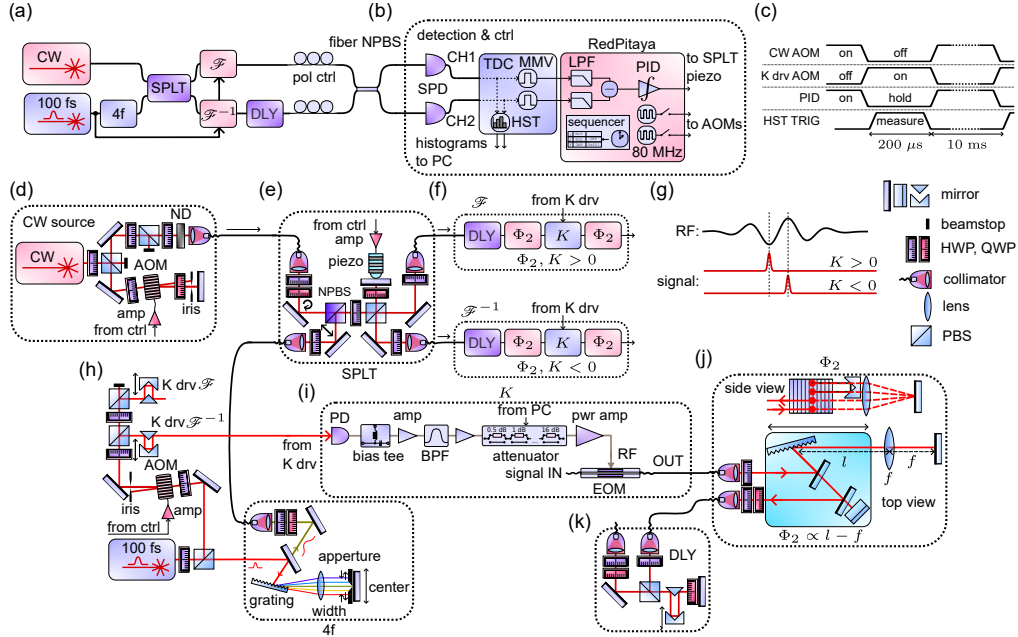 (a)
CW
100 fs
4f
SPLT
ℱ
ℱ⁻¹
DLY
pol ctrl
fiber NPBS
(b)
detection & ctrl
CH1
SPD
CH2
TDC
MMV
HST
histograms
to PC
RedPitaya
LPF
PID
−
sequencer
80 MHz
to SPLT
piezo
to AOMs
(c)
CW AOM
on
off
K drv AOM
off
on
PID
on
hold
HST TRIG
measure
200 μs
10 ms
(d)
CW source
ND
CW
AOM
amp
iris
from ctrl
(e)
from ctrl
amp
piezo
NPBS
SPLT
(f)
ℱ
from K drv
DLY
Φ₂
K
Φ₂
Φ₂, K > 0
ℱ⁻¹
from K drv
DLY
Φ₂
K
Φ₂
Φ₂, K < 0
(g)
RF:
signal:
K > 0
K < 0
mirror
beamstop
HWP, QWP
collimator
lens
PBS
(h)
K drv ℱ
K drv ℱ⁻¹
AOM
iris
amp
from ctrl
100 fs
grating
apperture
center
width
4f
(i)
K
from
K drv
PD
bias tee
amp
BPF
from PC
0.5 dB
1 dB
...
16 dB
attenuator
pwr amp
RF
signal IN
EOM
OUT
(j)
Φ₂
side view
l
f
f
top view
Φ₂ ∝ l − f
(k)
DLY